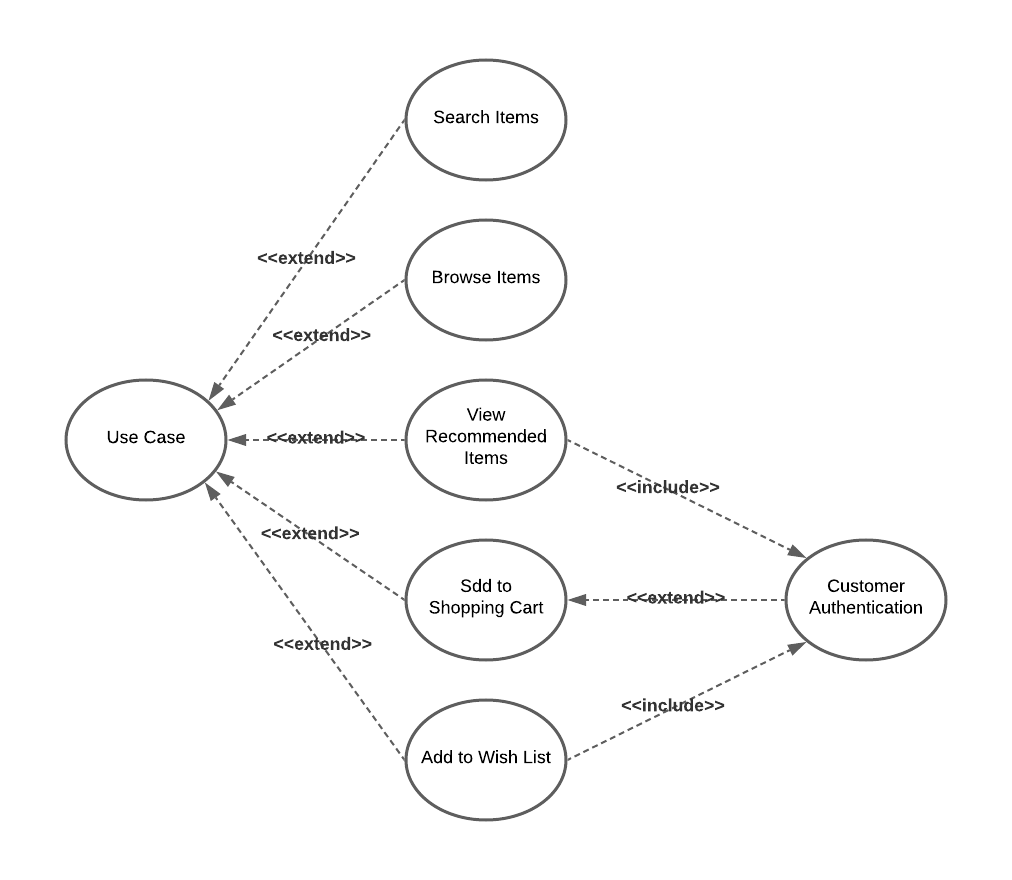 Search Items
<<extend>>
Browse Items
<<extend>>
View
Recommended
Items
Use Case
<<extend>>
<<include>>
<<extend>>
Sdd to
Shopping Cart
<<extend>>
Customer
Authentication
<<extend>>
<<include>>
Add to Wish List